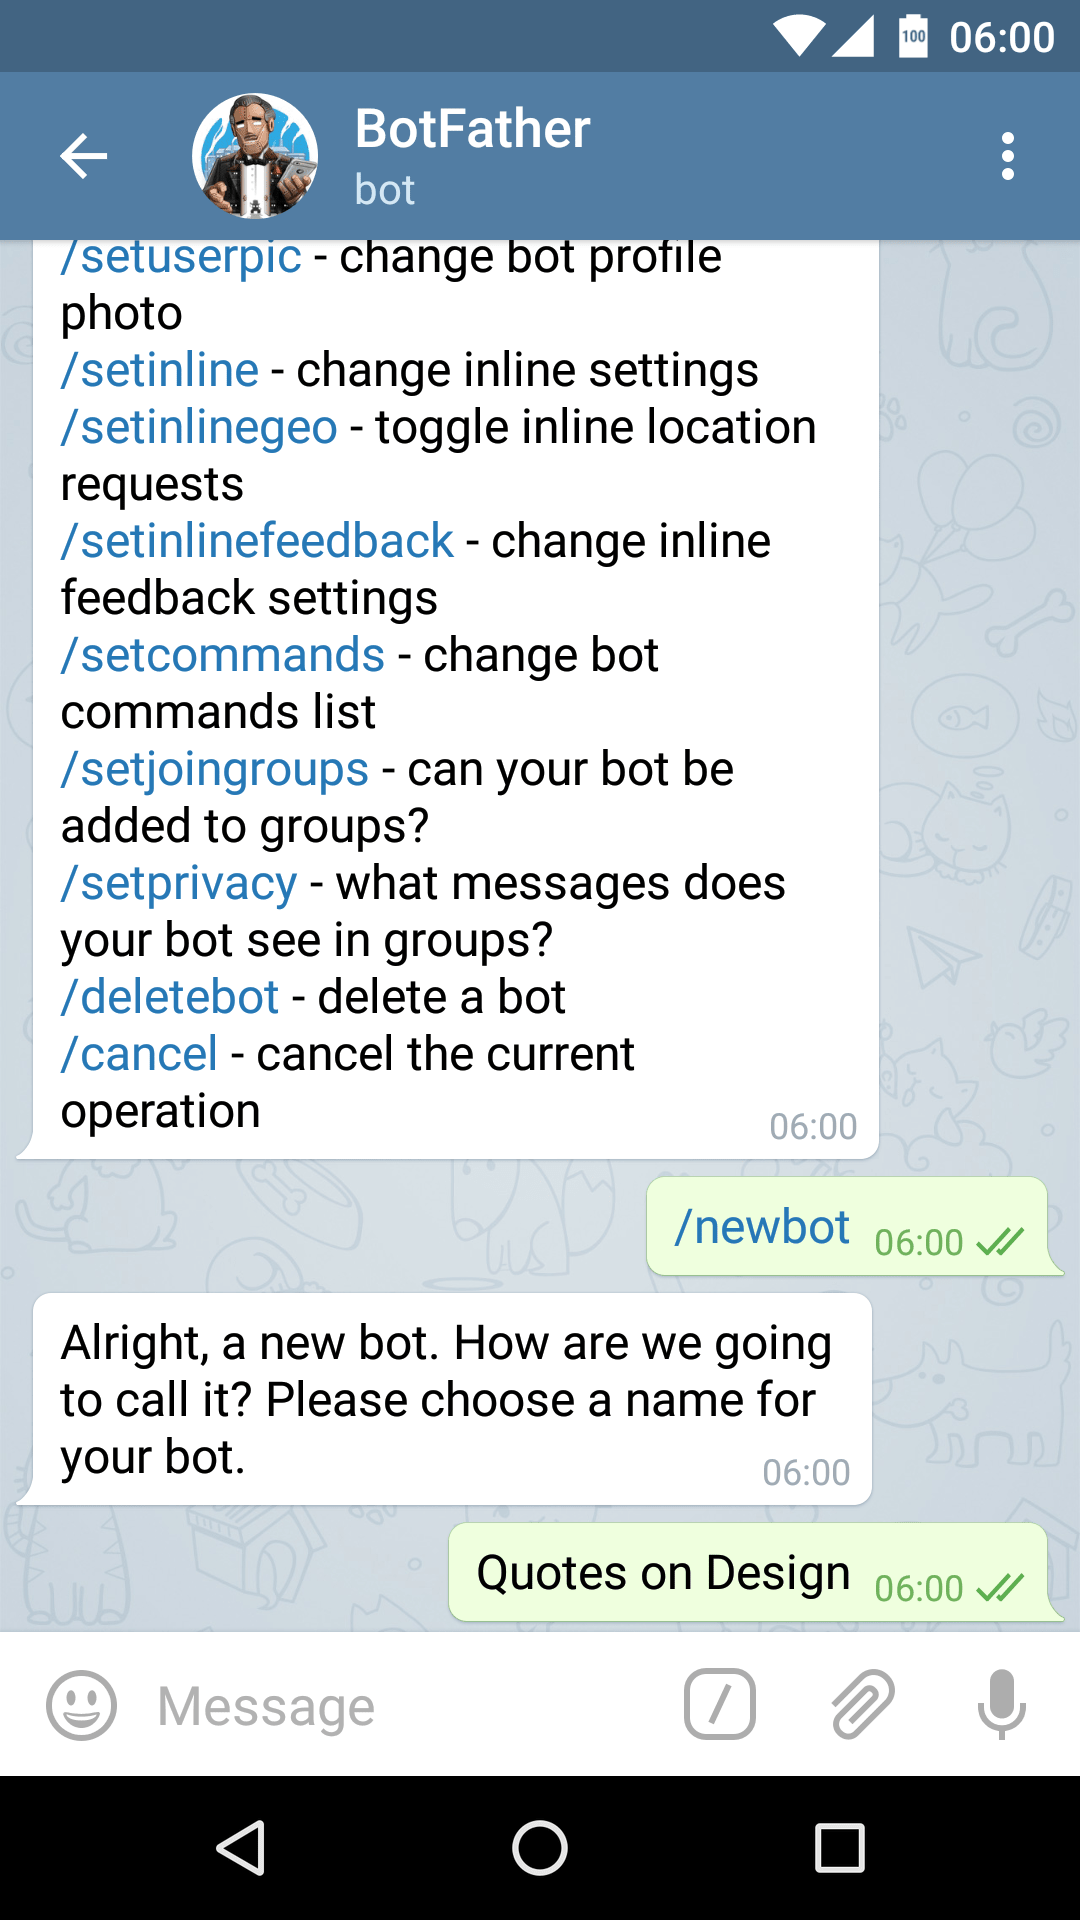 100 06:00
BotFather
bot
/setuserpic - change bot profile
photo
/setinline - change inline settings
/setinlinegeo - toggle inline location
requests
/setinlinefeedback - change inline
feedback settings
/setcommands - change bot
commands list
/setjoingroups - can your bot be
added to groups?
/setprivacy - what messages does
your bot see in groups?
/deletebot - delete a bot
/cancel - cancel the current
operation
06:00
/newbot 06:00
Alright, a new bot. How are we going
to call it? Please choose a name for
your bot.
06:00
Quotes on Design 06:00
Message